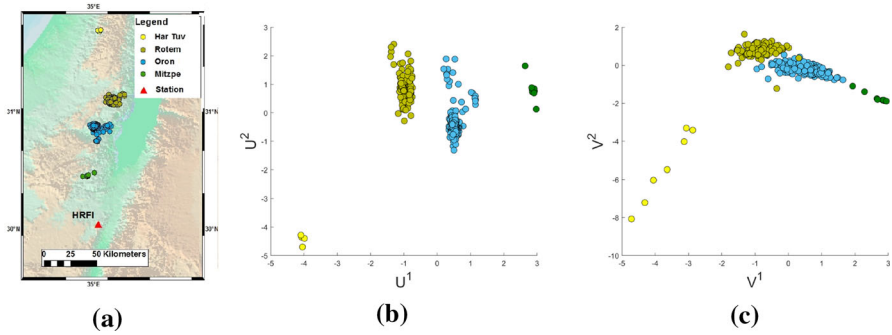 35°E
Legend
Har Tuv
Rotem
Oron
Mitzpe
Station
31°N
31°N
HRFI
30°N
30°N
0 25 50 Kilometers
35°E
(a)
3
2
1
0
-1
-2
-3
-4
-5
U2
-5 -4 -3 -2 -1 0 1 2 3
U1
(b)
2
0
-2
-4
-6
-8
-10
V2
-5 -4 -3 -2 -1 0 1 2 3
V1
(c)